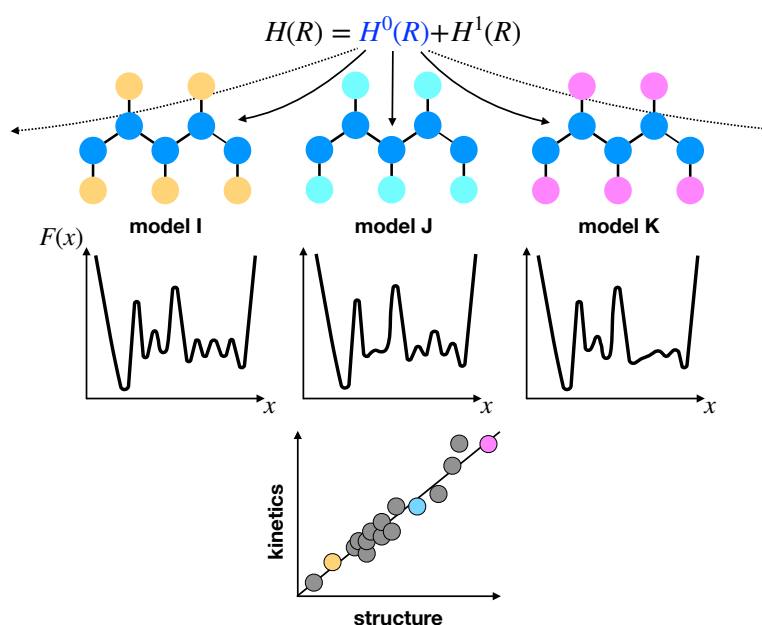 H(R) = H⁰(R)+H¹(R)
model I
model J
model K
F(x)
x
x
x
kinetics
structure